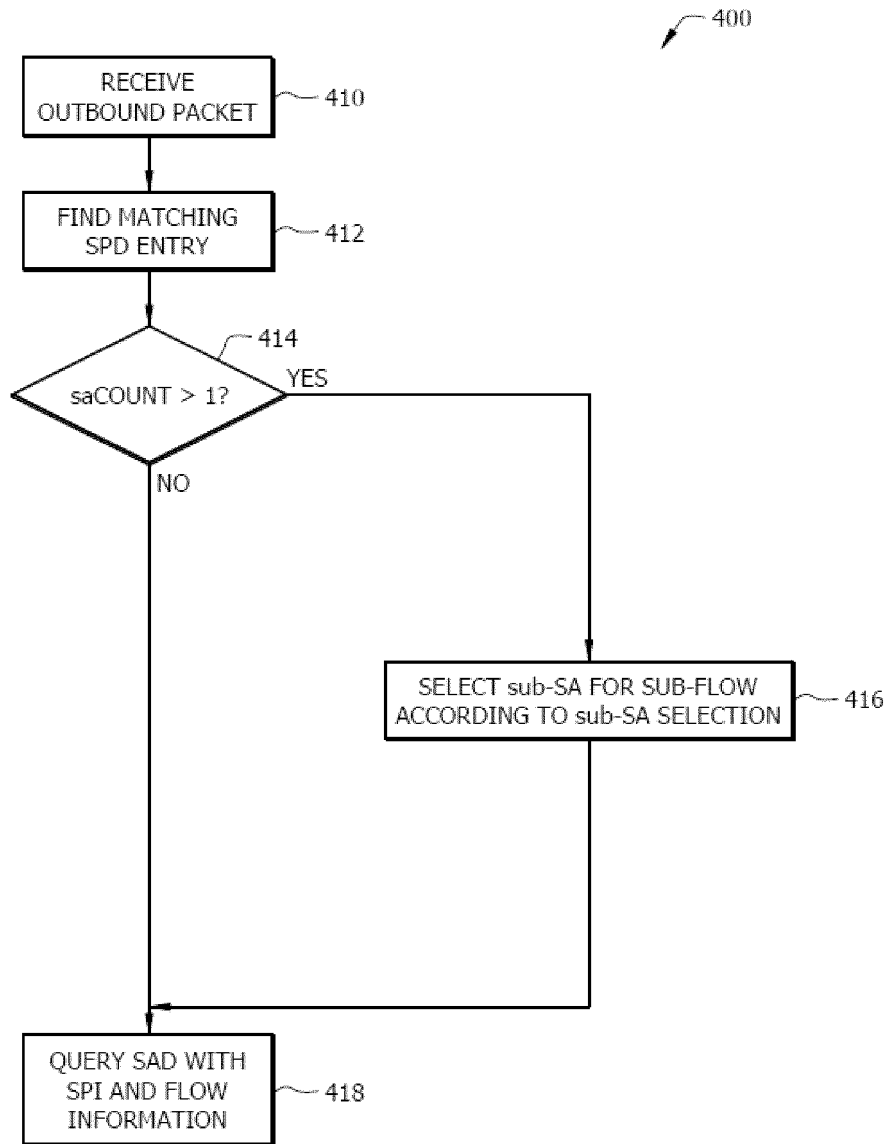 400
RECEIVE
OUTBOUND PACKET
410
FIND MATCHING
SPD ENTRY
412
414
saCOUNT > 1?
YES
NO
SELECT sub-SA FOR SUB-FLOW
ACCORDING TO sub-SA SELECTION
416
QUERY SAD WITH
SPI AND FLOW
INFORMATION
418